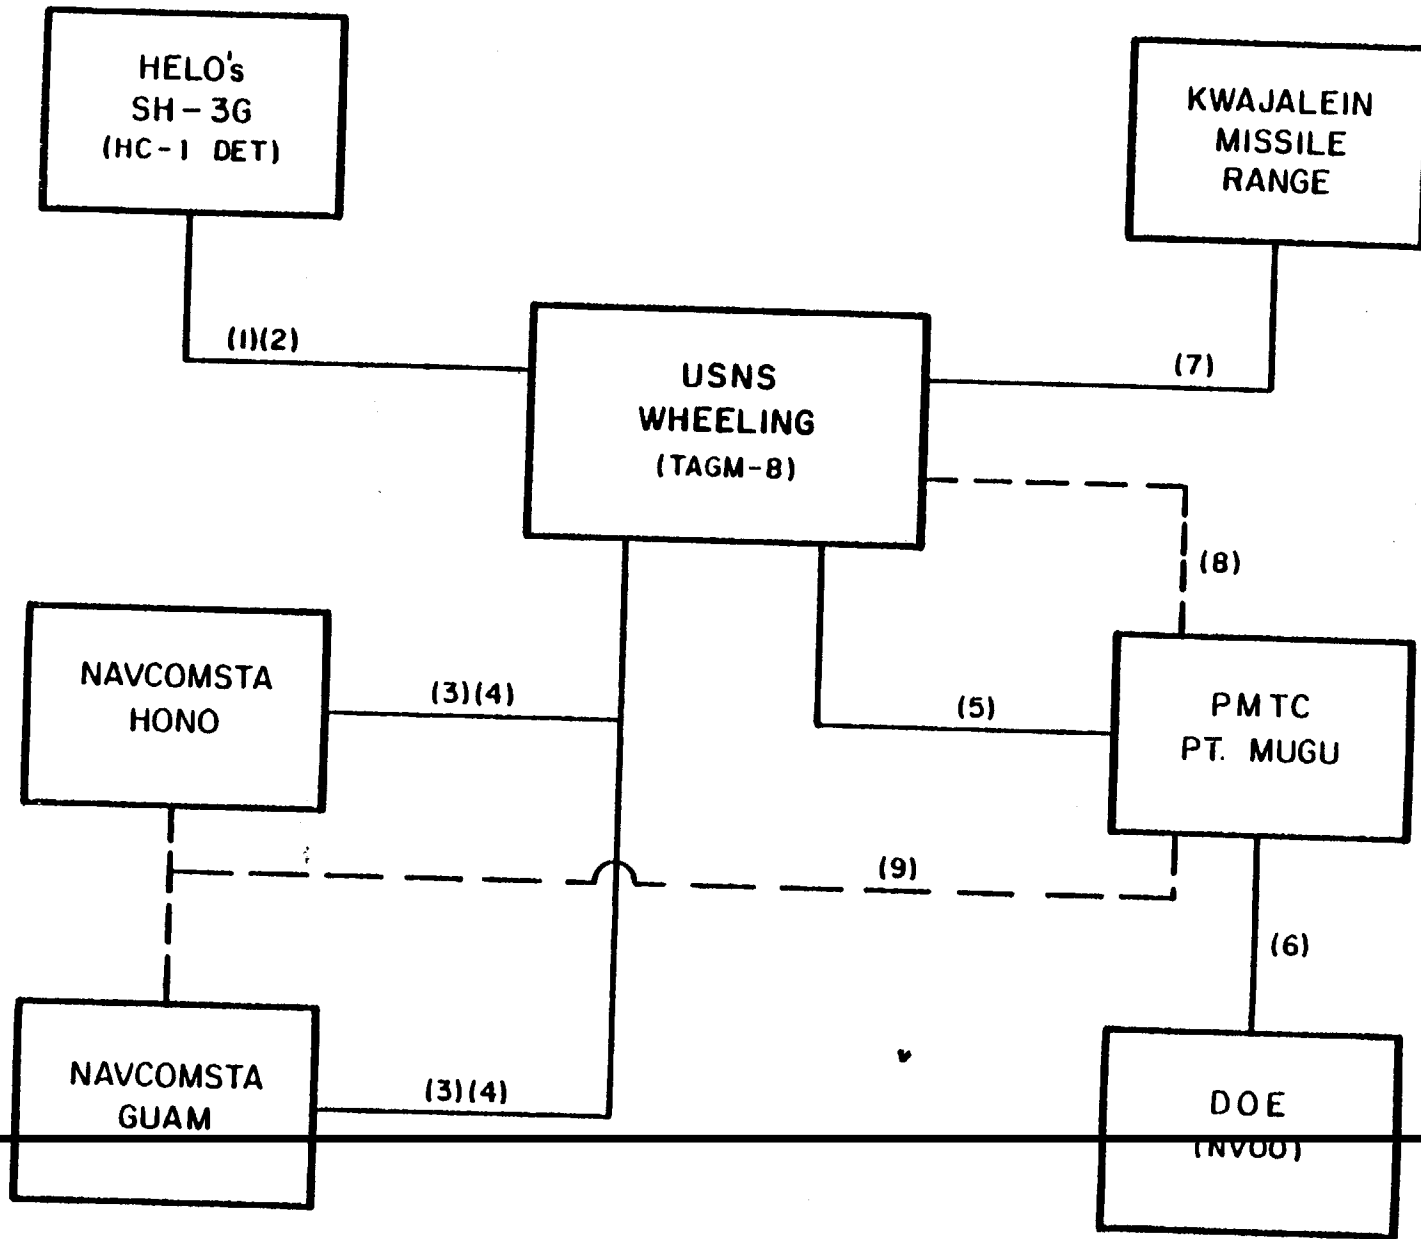 HELO's
SH-3G
(HC-1 DET)
KWAJALEIN
MISSILE
RANGE
(1)(2)
USNS
WHEELING
(TAGM-8)
(7)
(8)
NAVCOMSTA
HONO
(3)(4)
(5)
PMTC
PT. MUGU
(9)
(6)
NAVCOMSTA
GUAM
(3)(4)
DOE
(NVOO)